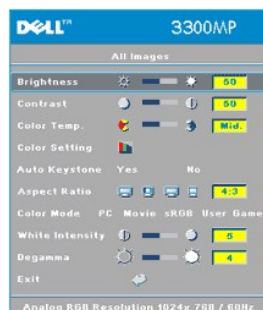 DELL™ 3300MP
All Images
Brightness 50
Contrast 50
Color Temp. Mid.
Color Setting
Auto Keystone Yes No
Aspect Ratio 4:3
Color Mode PC Movie sRGB User Game
White Intensity 5
Degamma 4
Exit
Analog RGB Resolution 1024x 768 / 60Hz